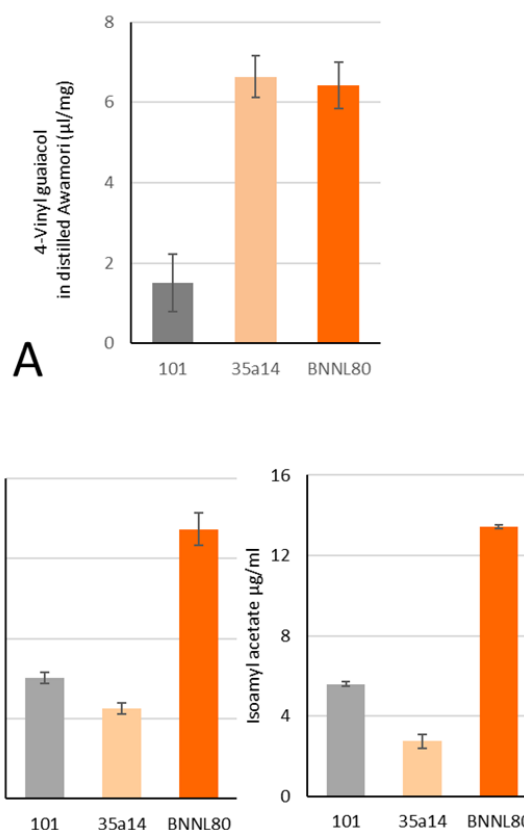 8
6
4
2
0
4-Vinyl guaiacol
in distilled Awamori (µl/mg)
101 35a14 BNNL80
A
16
12
8
4
0
Isoamyl acetate µg/ml
101 35a14 BNNL80
101 35a14 BNNL80